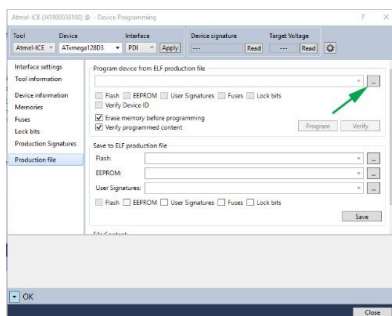 Atmel-ICE (J41800038100) - Device Programming
Tool Device Interface Device signature Target Voltage
Atmel-ICE ATxmega128D3 PDI Apply --- Read --- Read
Interface settings
Tool information
Device information
Memories
Fuses
Lock bits
Production Signatures
Production file
Program device from ELF production file
...
Flash EEPROM User Signatures Fuses Lock bits
Verify Device ID
Erase memory before programming
Verify programmed content
Program Verify
Save to ELF production file
Flash: ...
EEPROM: ...
User Signatures: ...
Flash EEPROM User Signatures Fuses Lock bits
Save
File Content
OK
Close